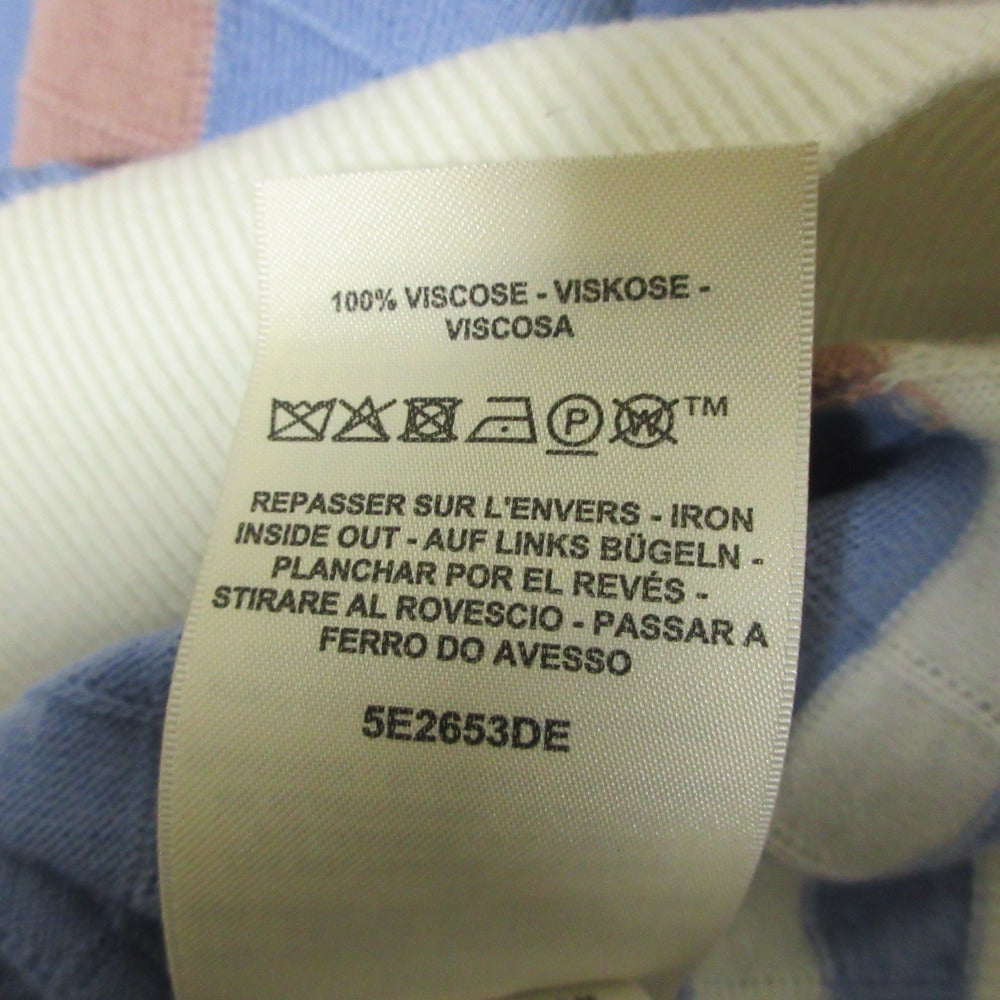 100% VISCOSE - VISKOSE -
VISCOSA
P W TM
REPASSER SUR L'ENVERS - IRON
INSIDE OUT - AUF LINKS BÜGELN -
PLANCHAR POR EL REVÉS -
STIRARE AL ROVESCIO - PASSAR A
FERRO DO AVESSO
5E2653DE